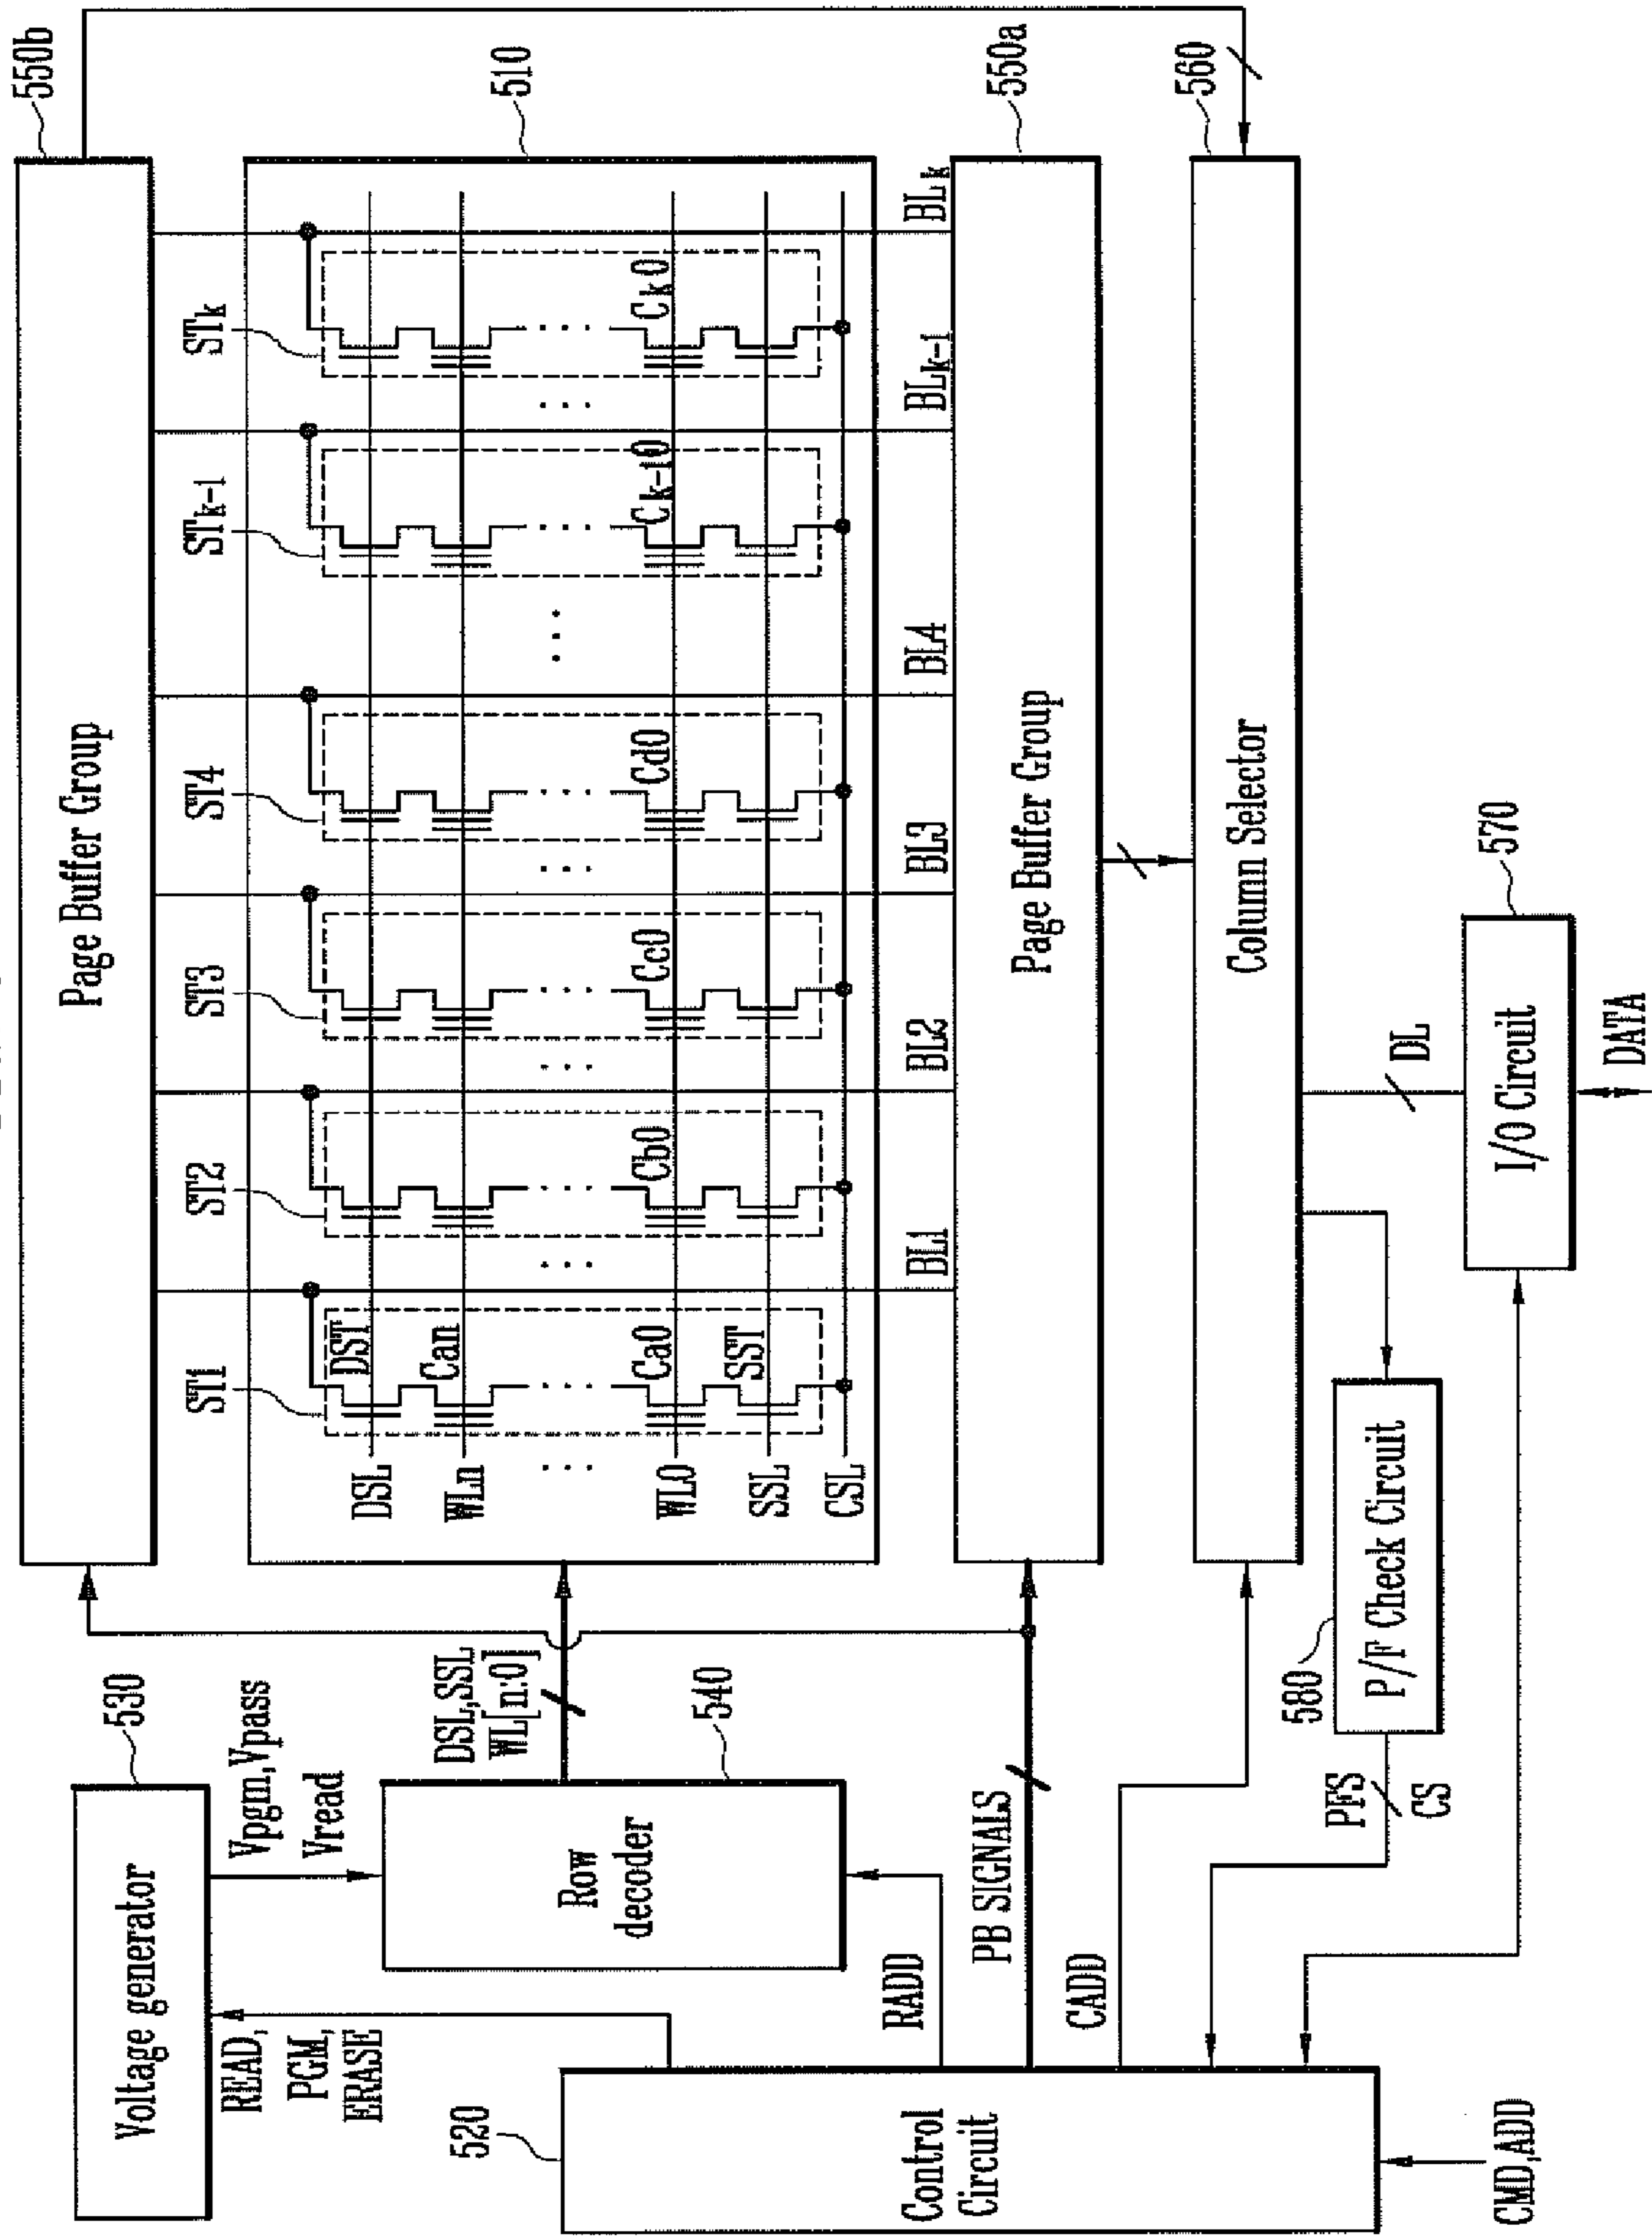 550b
Page Buffer Group
510
ST1
ST2
ST3
ST4
STk-1
STk
DSL
DST
WLn
Can
...
...
...
...
...
...
...
WL0
Ca0
Cb0
Cc0
Cd0
Ck-10
Ck0
SSL
SST
CSL
BL1
BL2
BL3
BL4
BLk-1
BLk
550a
Page Buffer Group
560
Column Selector
530
Voltage generator
Vpgm,Vpass
Vread
READ,
PGM,
ERASE
DSL,SSL
WL[n:0]
540
Row
decoder
RADD
PB SIGNALS
CADD
520
Control
Circuit
CMD,ADD
PFS
CS
580
P/F Check Circuit
DL
570
I/O Circuit
DATA